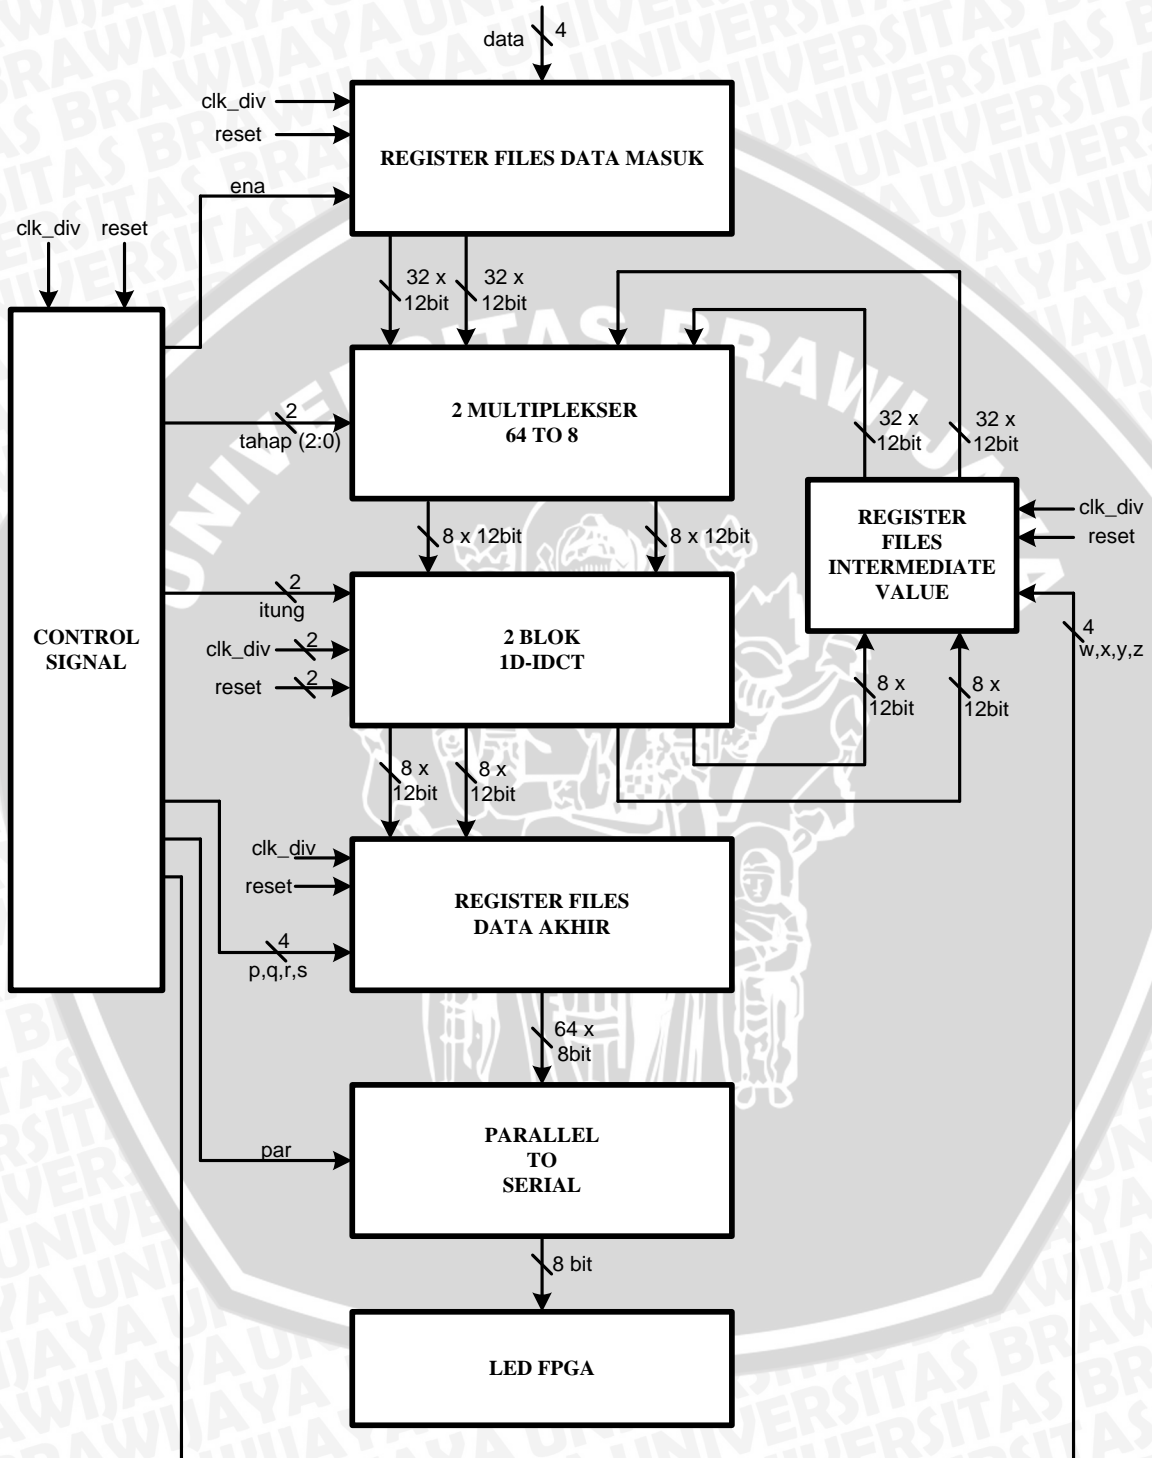 data
4
clk_div
reset
REGISTER FILES DATA MASUK
ena
clk_div reset
32 x
12bit
32 x
12bit
2 MULTIPLEKSER
64 TO 8
2
tahap (2:0)
32 x
12bit
32 x
12bit
8 x 12bit
8 x 12bit
REGISTER
FILES
INTERMEDIATE
VALUE
clk_div
reset
4
w,x,y,z
CONTROL
SIGNAL
2
itung
clk_div
2
reset
2
2 BLOK
1D-IDCT
8 x
12bit
8 x
12bit
8 x
12bit
8 x
12bit
clk_div
reset
REGISTER FILES
DATA AKHIR
4
p,q,r,s
64 x
8bit
PARALLEL
TO
SERIAL
par
8 bit
LED FPGA
UNIVERSITAS BRAWIJAYA